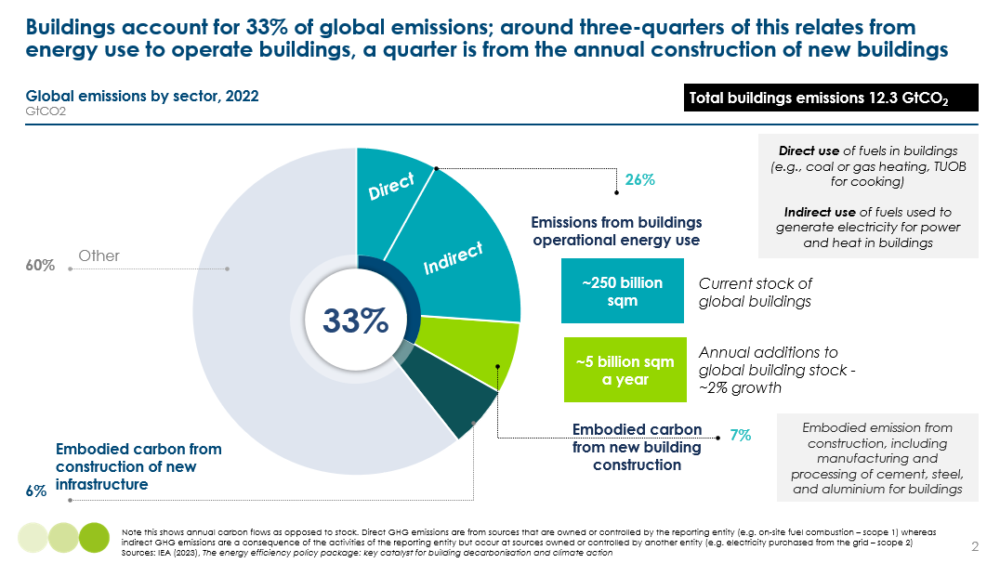 Buildings account for 33% of global emissions; around three-quarters of this relates from
energy use to operate buildings, a quarter is from the annual construction of new buildings
Global emissions by sector, 2022
GtCO2
Total buildings emissions 12.3 GtCO₂
Direct use of fuels in buildings
(e.g., coal or gas heating, TUOB
for cooking)
Indirect use of fuels used to
generate electricity for power
and heat in buildings
Direct
26%
Emissions from buildings
operational energy use
Indirect
60%
Other
33%
~250 billion
sqm
Current stock of
global buildings
~5 billion sqm
a year
Annual additions to
global building stock -
~2% growth
Embodied carbon
from new building
construction
7%
Embodied emission from
construction, including
manufacturing and
processing of cement, steel,
and aluminium for buildings
Embodied carbon from
construction of new
infrastructure
6%
Note this shows annual carbon flows as opposed to stock. Direct GHG emissions are from sources that are owned or controlled by the reporting entity (e.g. on-site fuel combustion – scope 1) whereas
indirect GHG emissions are a consequence of the activities of the reporting entity but occur at sources owned or controlled by another entity (e.g. electricity purchased from the grid – scope 2)
Sources: IEA (2023), The energy efficiency policy package: key catalyst for building decarbonisation and climate action
2